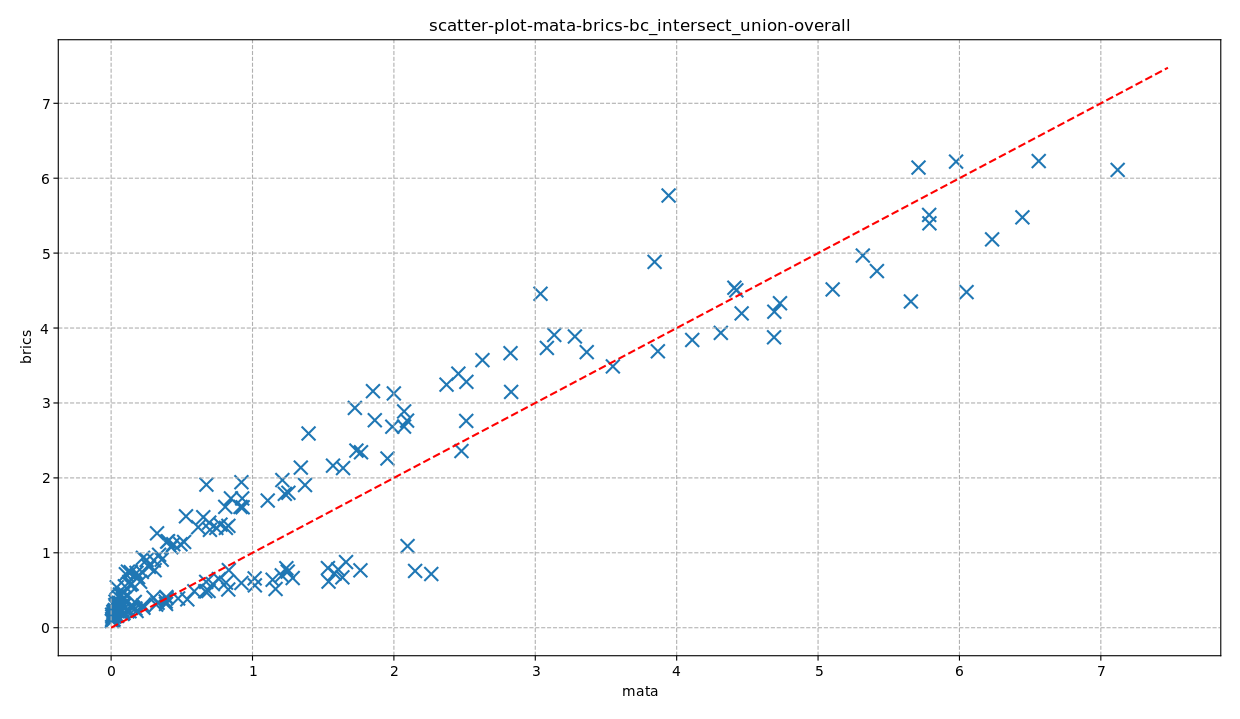 scatter-plot-mata-brics-bc_intersect_union-overall
7
6
5
4
3
2
1
0
brics
0 1 2 3 4 5 6 7
mata